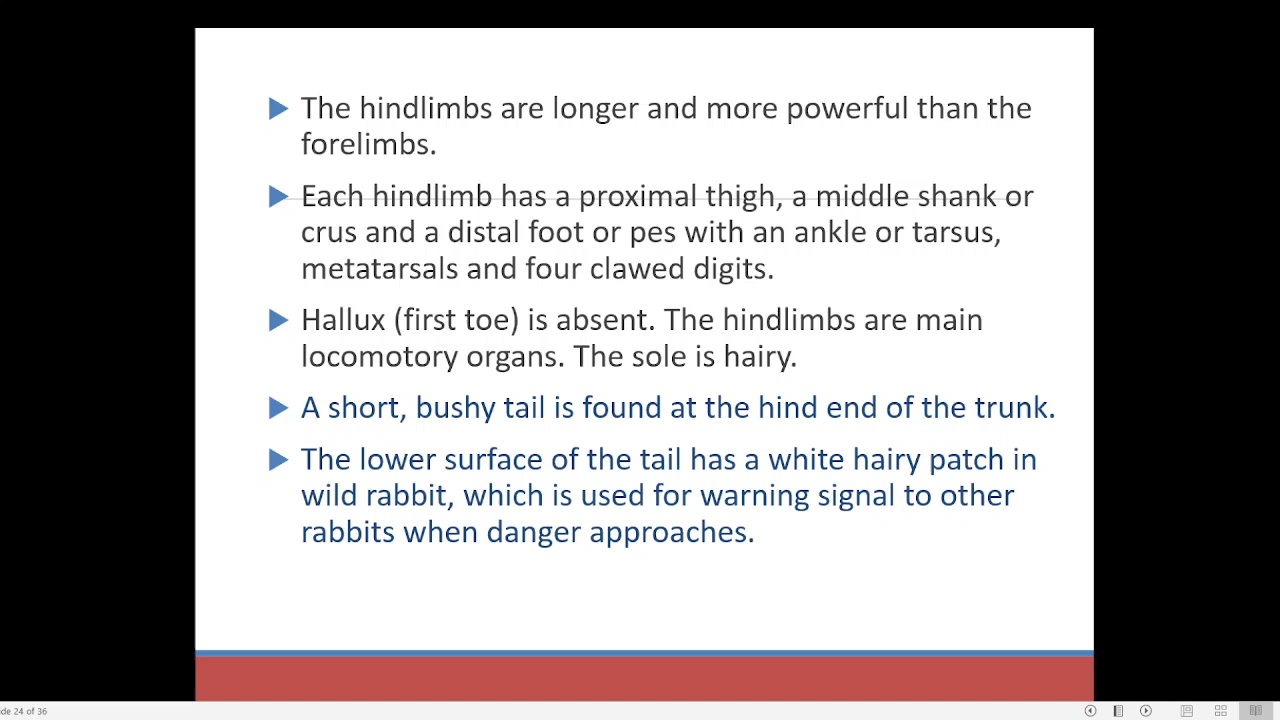 The hindlimbs are longer and more powerful than the
forelimbs.
Each hindlimb has a proximal thigh, a middle shank or
crus and a distal foot or pes with an ankle or tarsus,
metatarsals and four clawed digits.
Hallux (first toe) is absent. The hindlimbs are main
locomotory organs. The sole is hairy.
A short, bushy tail is found at the hind end of the trunk.
The lower surface of the tail has a white hairy patch in
wild rabbit, which is used for warning signal to other
rabbits when danger approaches.
ide 24 of 36